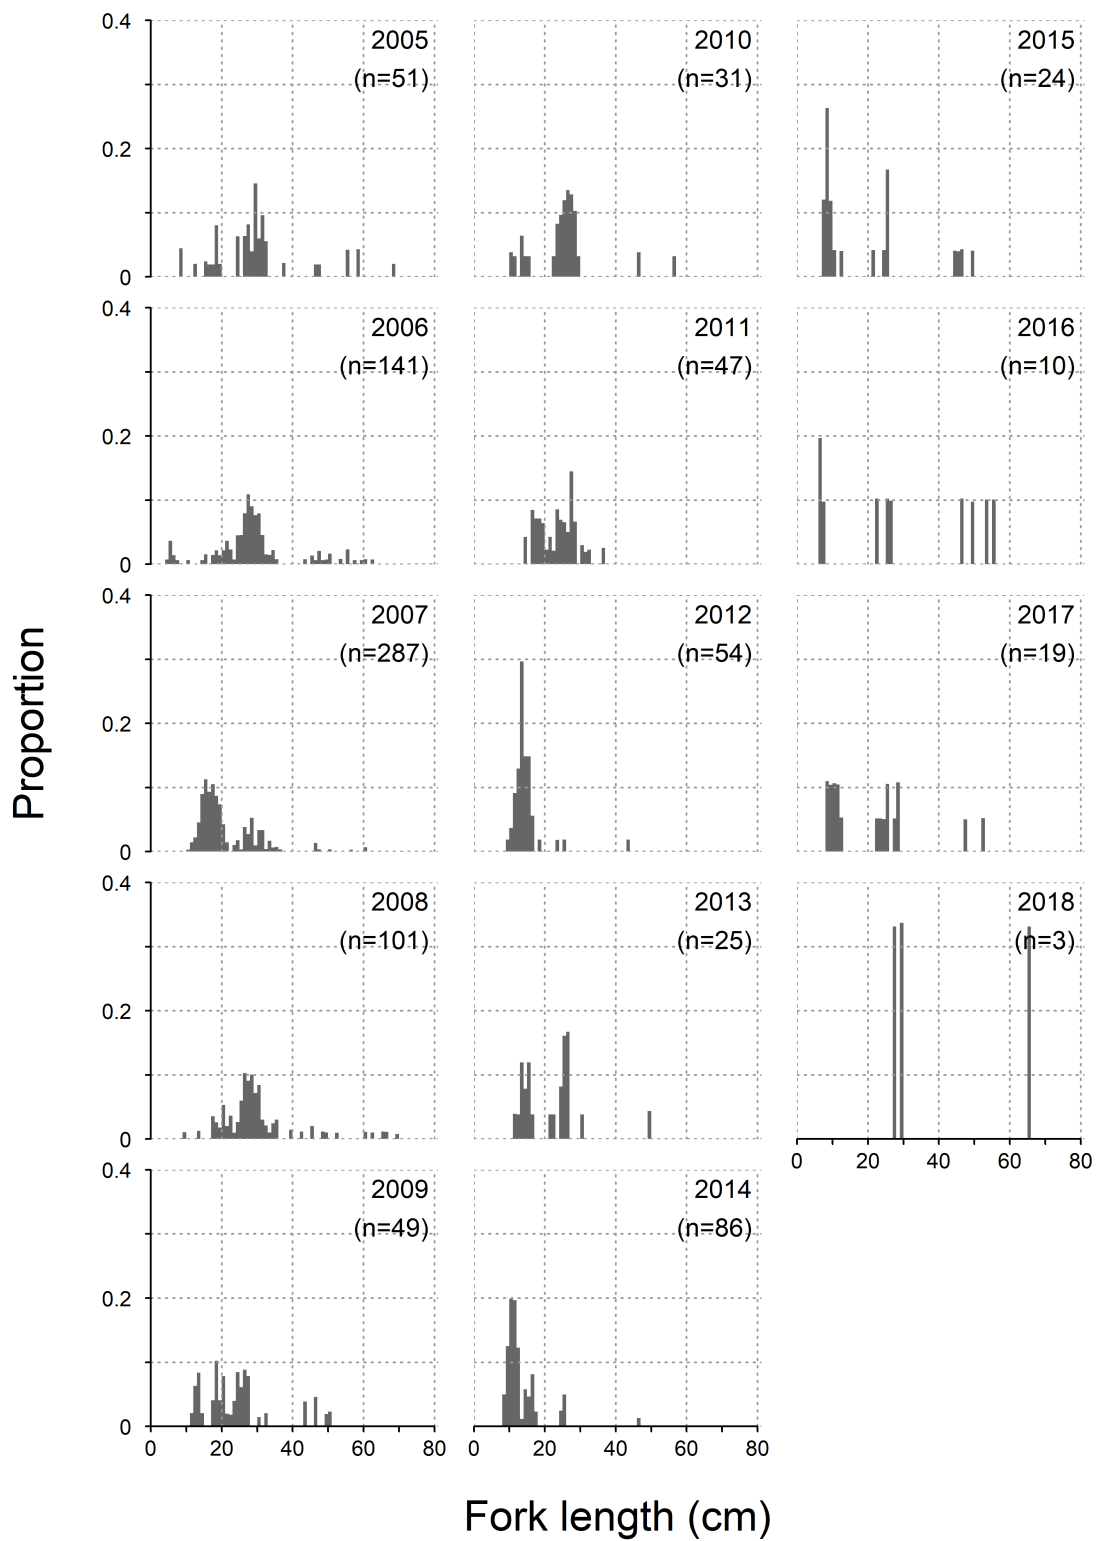 0.4
0.2
0
2005
(n=51)
2010
(n=31)
2015
(n=24)
0.4
0.2
0
2006
(n=141)
2011
(n=47)
2016
(n=10)
0.4
0.2
0
2007
(n=287)
2012
(n=54)
2017
(n=19)
0.4
0.2
0
2008
(n=101)
2013
(n=25)
2018
(n=3)
0 20 40 60 80
0.4
0.2
0
2009
(n=49)
2014
(n=86)
0 20 40 60 80
0 20 40 60 80
Proportion
Fork length (cm)